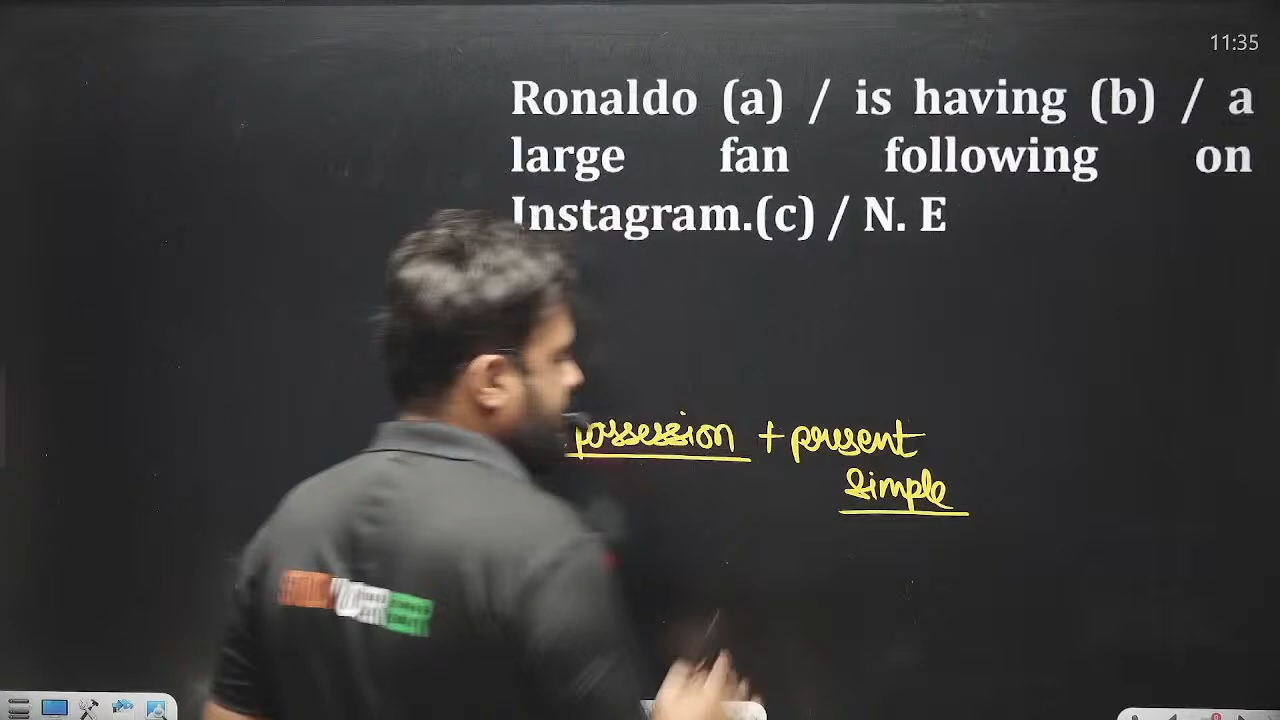 11:35
Ronaldo (a) / is having (b) / a
large fan following on
Instagram.(c) / N. E
possession + present
simple